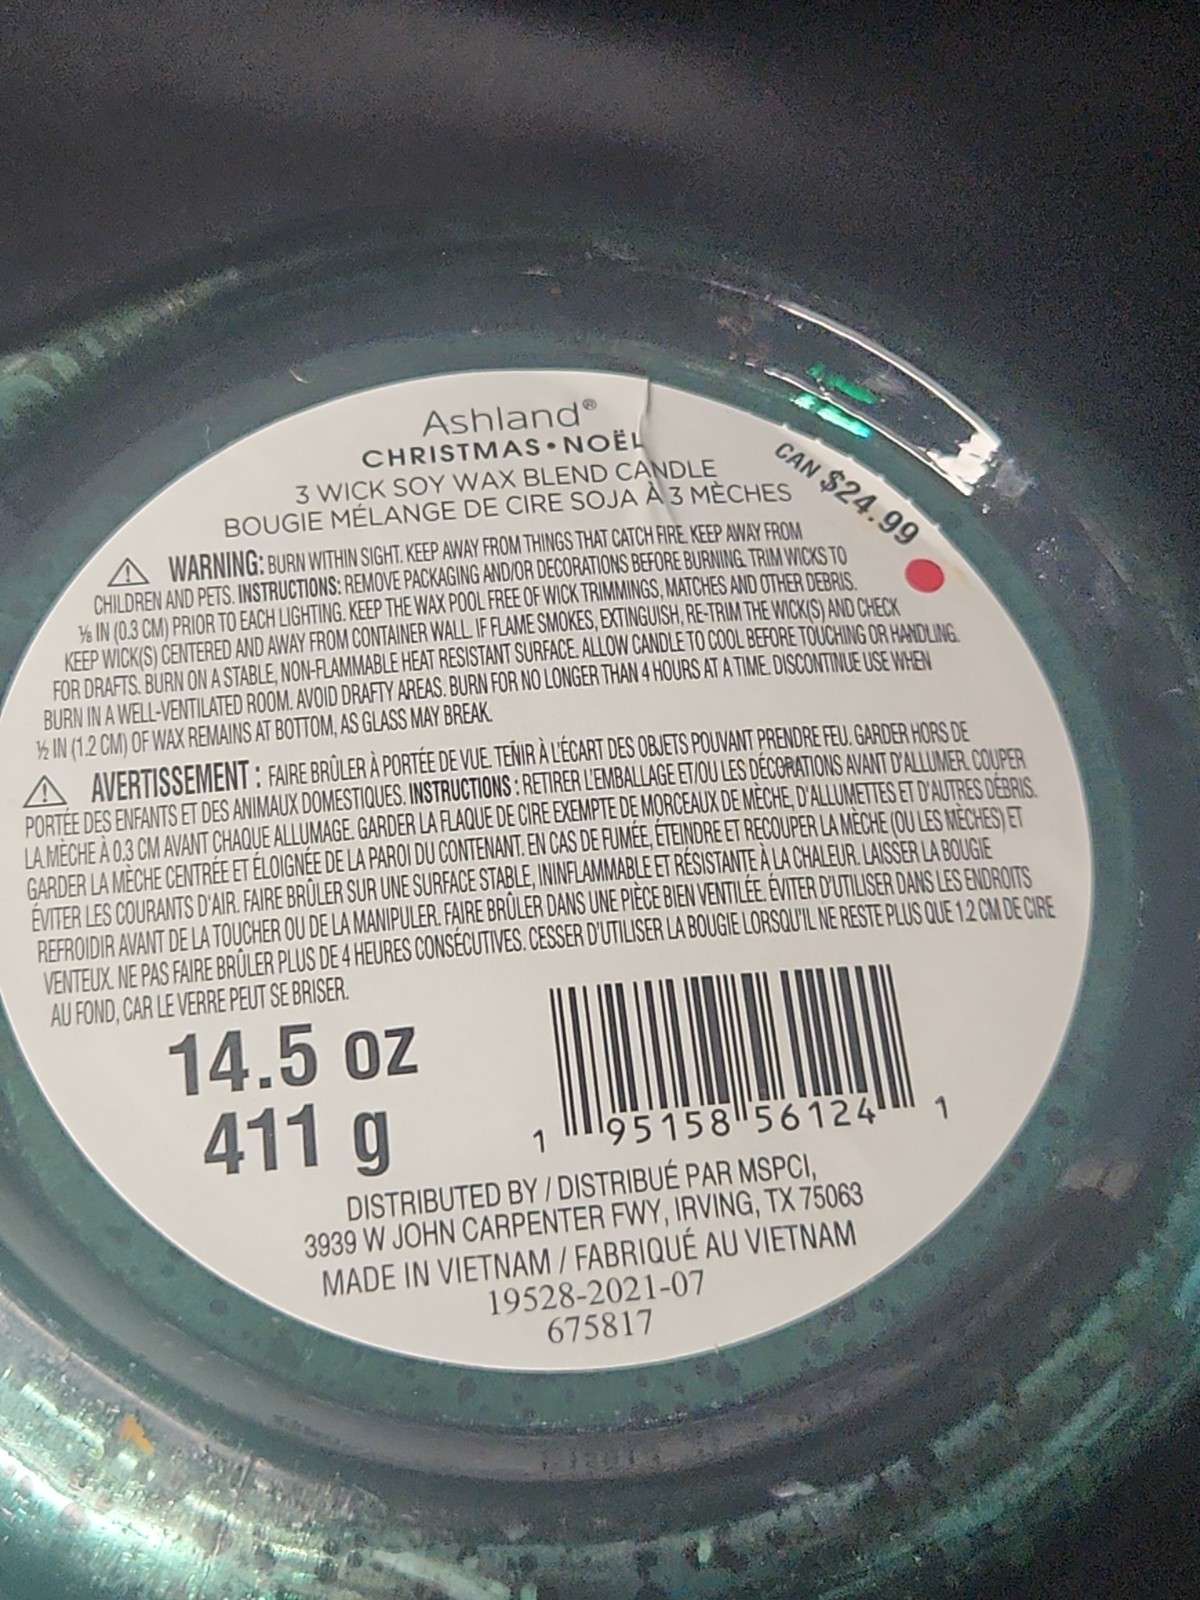 Ashland®
CHRISTMAS • NOËL
3 WICK SOY WAX BLEND CANDLE
BOUGIE MÉLANGE DE CIRE SOJA À 3 MÈCHES
CAN $24.99
⚠ WARNING: BURN WITHIN SIGHT. KEEP AWAY FROM THINGS THAT CATCH FIRE. KEEP AWAY FROM
CHILDREN AND PETS. INSTRUCTIONS: REMOVE PACKAGING AND/OR DECORATIONS BEFORE BURNING. TRIM WICKS TO
⅛ IN (0.3 CM) PRIOR TO EACH LIGHTING. KEEP THE WAX POOL FREE OF WICK TRIMMINGS, MATCHES AND OTHER DEBRIS.
KEEP WICK(S) CENTERED AND AWAY FROM CONTAINER WALL. IF FLAME SMOKES, EXTINGUISH, RE-TRIM THE WICK(S) AND CHECK
FOR DRAFTS. BURN ON A STABLE, NON-FLAMMABLE HEAT RESISTANT SURFACE. ALLOW CANDLE TO COOL BEFORE TOUCHING OR HANDLING.
BURN IN A WELL-VENTILATED ROOM. AVOID DRAFTY AREAS. BURN FOR NO LONGER THAN 4 HOURS AT A TIME. DISCONTINUE USE WHEN
½ IN (1.2 CM) OF WAX REMAINS AT BOTTOM, AS GLASS MAY BREAK.
⚠ AVERTISSEMENT : FAIRE BRÛLER À PORTÉE DE VUE. TENIR À L'ÉCART DES OBJETS POUVANT PRENDRE FEU. GARDER HORS DE
PORTÉE DES ENFANTS ET DES ANIMAUX DOMESTIQUES. INSTRUCTIONS : RETIRER L'EMBALLAGE ET/OU LES DÉCORATIONS AVANT D'ALLUMER. COUPER
LA MÈCHE À 0.3 CM AVANT CHAQUE ALLUMAGE. GARDER LA FLAQUE DE CIRE EXEMPTE DE MORCEAUX DE MÈCHE, D'ALLUMETTES ET D'AUTRES DÉBRIS.
GARDER LA MÈCHE CENTRÉE ET ÉLOIGNÉE DE LA PAROI DU CONTENANT. EN CAS DE FUMÉE, ÉTEINDRE ET RECOUPER LA MÈCHE (OU LES MÈCHES) ET
ÉVITER LES COURANTS D'AIR. FAIRE BRÛLER SUR UNE SURFACE STABLE, ININFLAMMABLE ET RÉSISTANTE À LA CHALEUR. LAISSER LA BOUGIE
REFROIDIR AVANT DE LA TOUCHER OU DE LA MANIPULER. FAIRE BRÛLER DANS UNE PIÈCE BIEN VENTILÉE. ÉVITER D'UTILISER DANS LES ENDROITS
VENTEUX. NE PAS FAIRE BRÛLER PLUS DE 4 HEURES CONSÉCUTIVES. CESSER D'UTILISER LA BOUGIE LORSQU'IL NE RESTE PLUS QUE 1.2 CM DE CIRE
AU FOND, CAR LE VERRE PEUT SE BRISER.
14.5 oz
411 g
1 95158 56124 1
DISTRIBUTED BY / DISTRIBUÉ PAR MSPCI,
3939 W JOHN CARPENTER FWY, IRVING, TX 75063
MADE IN VIETNAM / FABRIQUÉ AU VIETNAM
19528-2021-07
675817